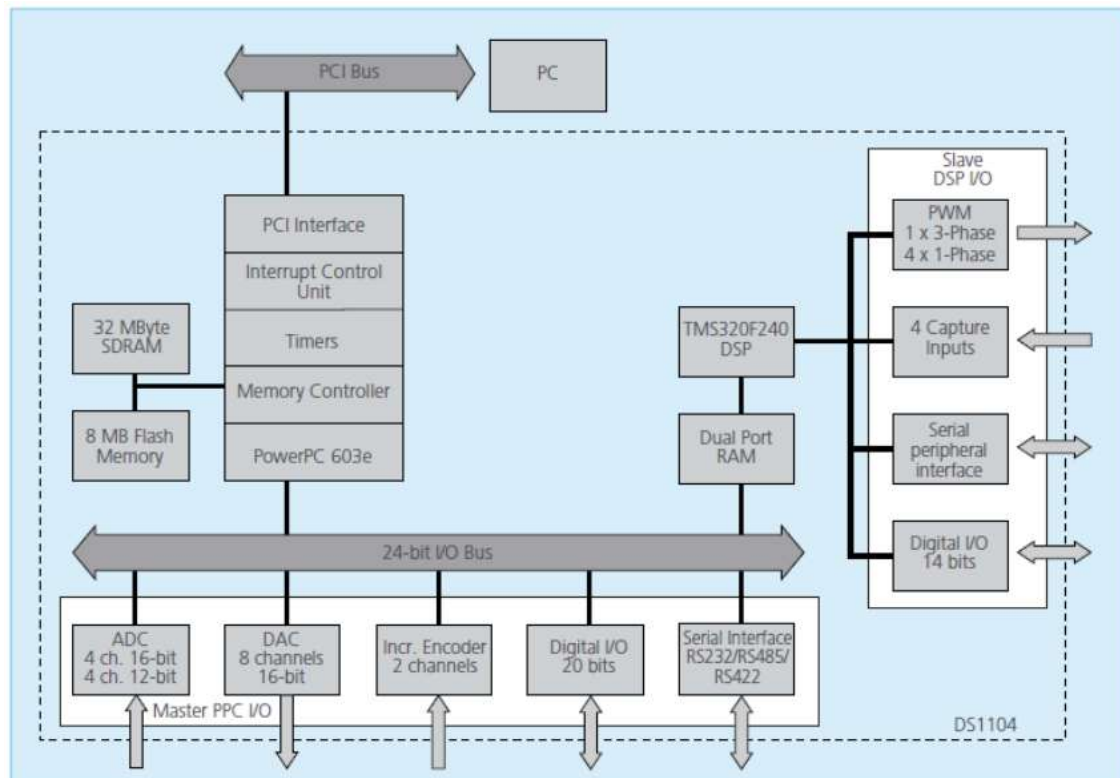 PCI Bus
PC
PCI Interface
Interrupt Control
Unit
Timers
Memory Controller
PowerPC 603e
32 MByte
SDRAM
8 MB Flash
Memory
TMS320F240
DSP
Dual Port
RAM
Slave
DSP I/O
PWM
1 x 3-Phase
4 x 1-Phase
4 Capture
Inputs
Serial
peripheral
interface
Digital I/O
14 bits
24-bit I/O Bus
ADC
4 ch. 16-bit
4 ch. 12-bit
DAC
8 channels
16-bit
Incr. Encoder
2 channels
Digital I/O
20 bits
Serial Interface
RS232/RS485/
RS422
Master PPC I/O
DS1104